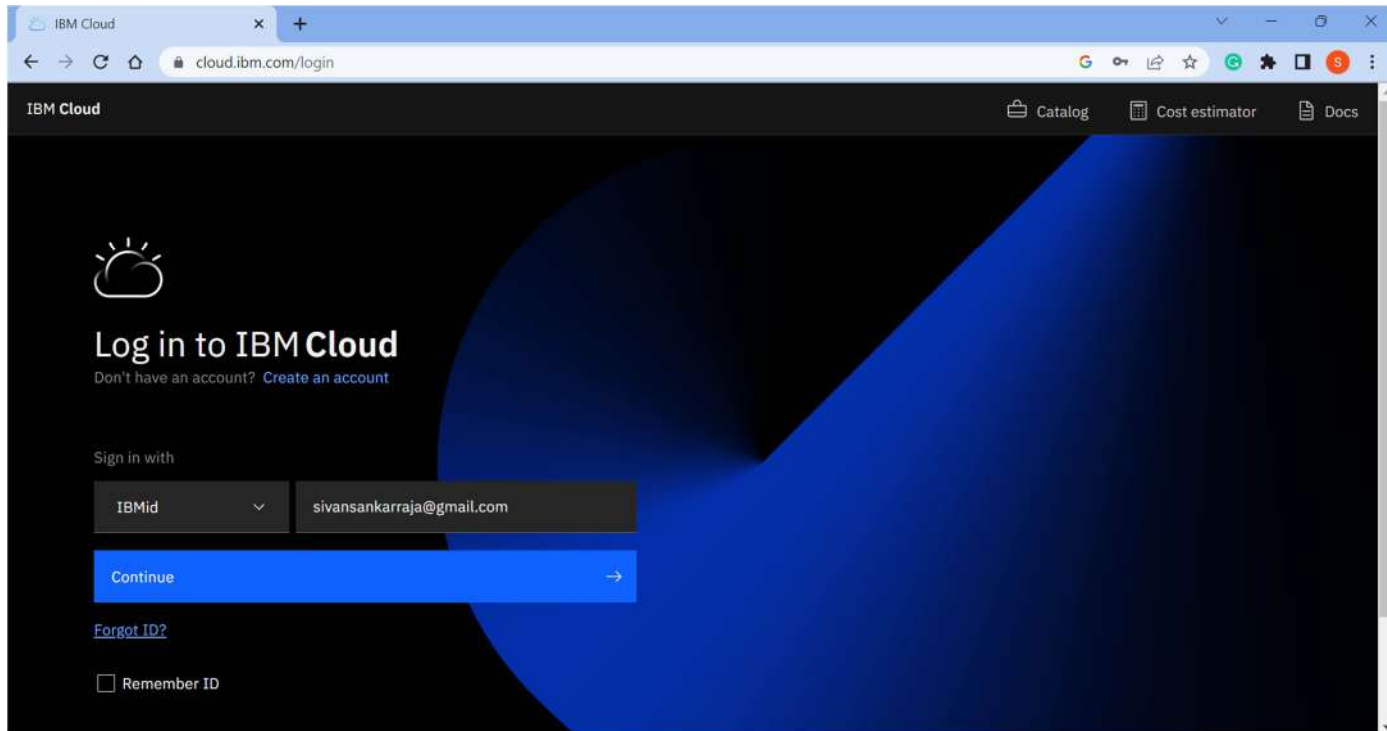 IBM Cloud
cloud.ibm.com/login
S
IBM Cloud
Catalog
Cost estimator
Docs
Log in to IBM Cloud
Don't have an account? Create an account
Sign in with
IBMid
sivansankarraja@gmail.com
Continue
Forgot ID?
Remember ID